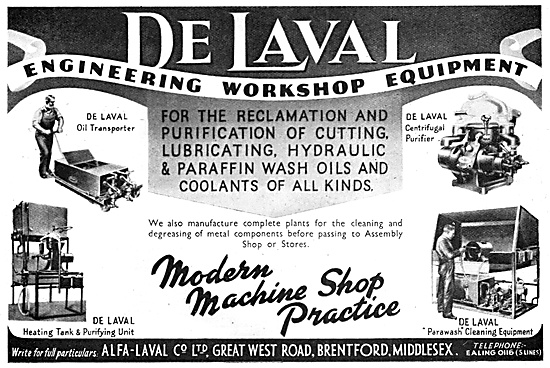 DE LAVAL
ENGINEERING WORKSHOP EQUIPMENT
DE LAVAL
Oil Transporter
FOR THE RECLAMATION AND
PURIFICATION OF CUTTING,
LUBRICATING, HYDRAULIC
& PARAFFIN WASH OILS AND
COOLANTS OF ALL KINDS.
DE LAVAL
Centrifugal
Purifier
We also manufacture complete plants for the cleaning and
degreasing of metal components before passing to Assembly
Shop or Stores.
Modern
Machine Shop
Practice
DE LAVAL
Heating Tank & Purifying Unit
DE LAVAL
"Parawash" Cleaning Equipment
Write for full particulars. ALFA-LAVAL CO LTD, GREAT WEST ROAD, BRENTFORD, MIDDLESEX.
TELEPHONE:-
EALING 0116 (5 LINES)